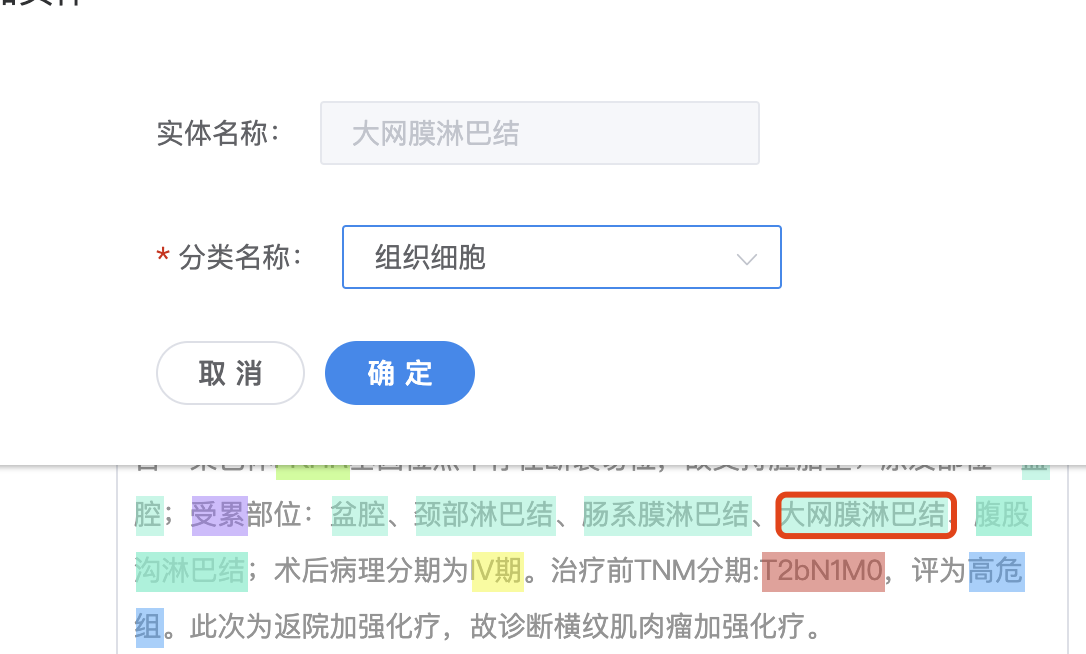 实体名称：
大网膜淋巴结
* 分类名称：
组织细胞
取 消
确 定
腔；受累部位：盆腔、颈部淋巴结、肠系膜淋巴结、大网膜淋巴结、腹股
沟淋巴结；术后病理分期为IV期。治疗前TNM分期:T2bN1M0，评为高危
组。此次为返院加强化疗，故诊断横纹肌肉瘤加强化疗。